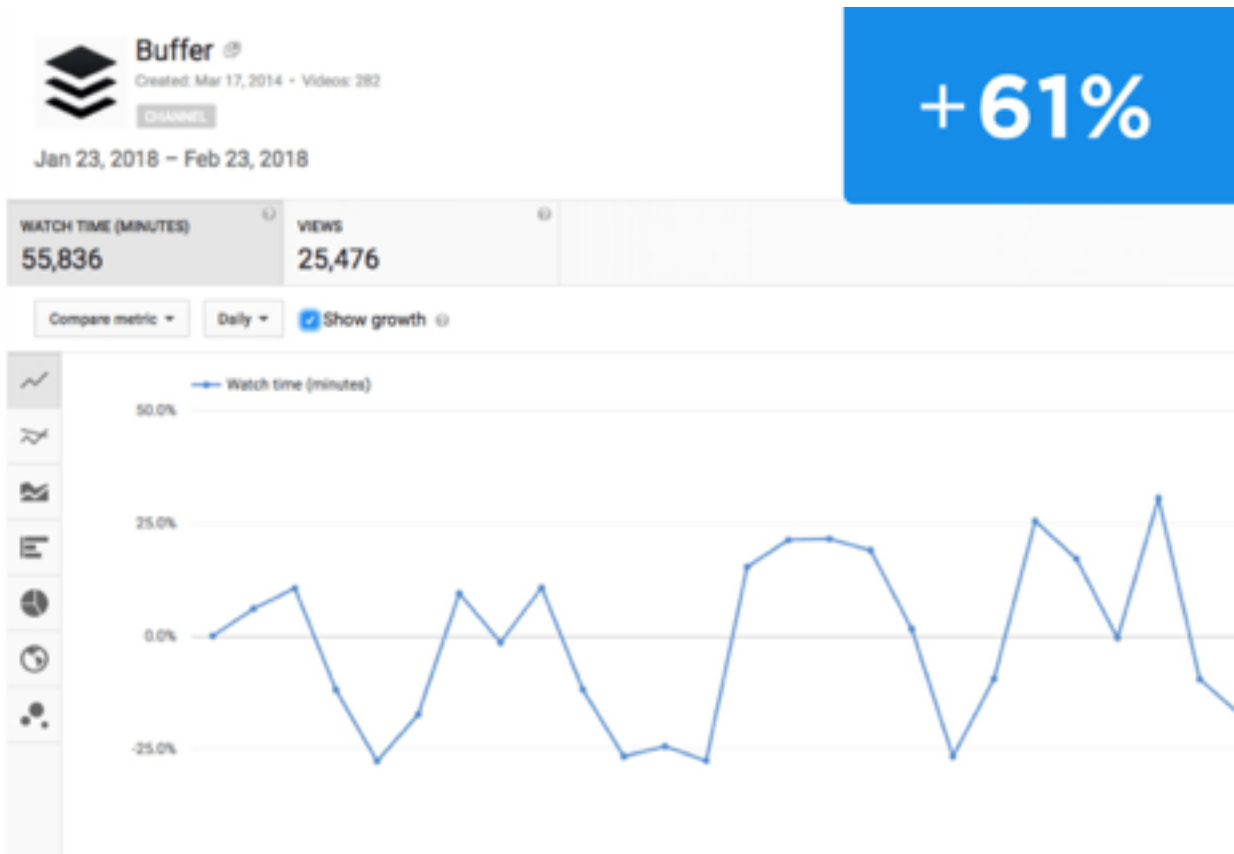 Buffer
Created: Mar 17, 2014 • Videos: 282
CHANNEL
Jan 23, 2018 – Feb 23, 2018
+61%
WATCH TIME (MINUTES)
55,836
VIEWS
25,476
Compare metric
Daily
Show growth
Watch time (minutes)
50.0%
25.0%
0.0%
-25.0%